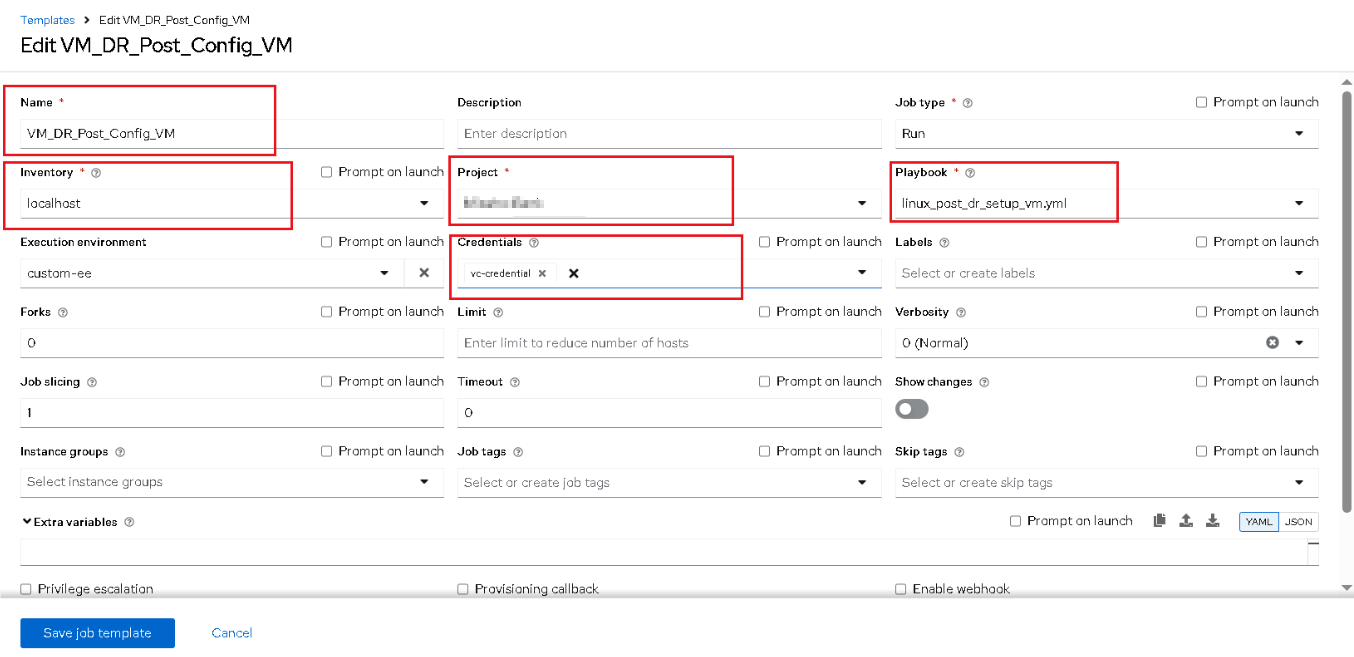 Templates > Edit VM_DR_Post_Config_VM
Edit VM_DR_Post_Config_VM
Name *
Description
Job type * Prompt on launch
VM_DR_Post_Config_VM
Enter description
Run
Inventory * Prompt on launch
Project *
Playbook *
localhost
linux_post_dr_setup_vm.yml
Execution environment Prompt on launch
Credentials Prompt on launch
Labels Prompt on launch
custom-ee
vc-credential
Select or create labels
Forks Prompt on launch
Limit Prompt on launch
Verbosity Prompt on launch
0
Enter limit to reduce number of hosts
0 (Normal)
Job slicing Prompt on launch
Timeout Prompt on launch
Show changes Prompt on launch
1
0
Instance groups Prompt on launch
Job tags Prompt on launch
Skip tags Prompt on launch
Select instance groups
Select or create job tags
Select or create skip tags
Extra variables Prompt on launch YAML JSON
Privilege escalation
Provisioning callback
Enable webhook
Save job template Cancel